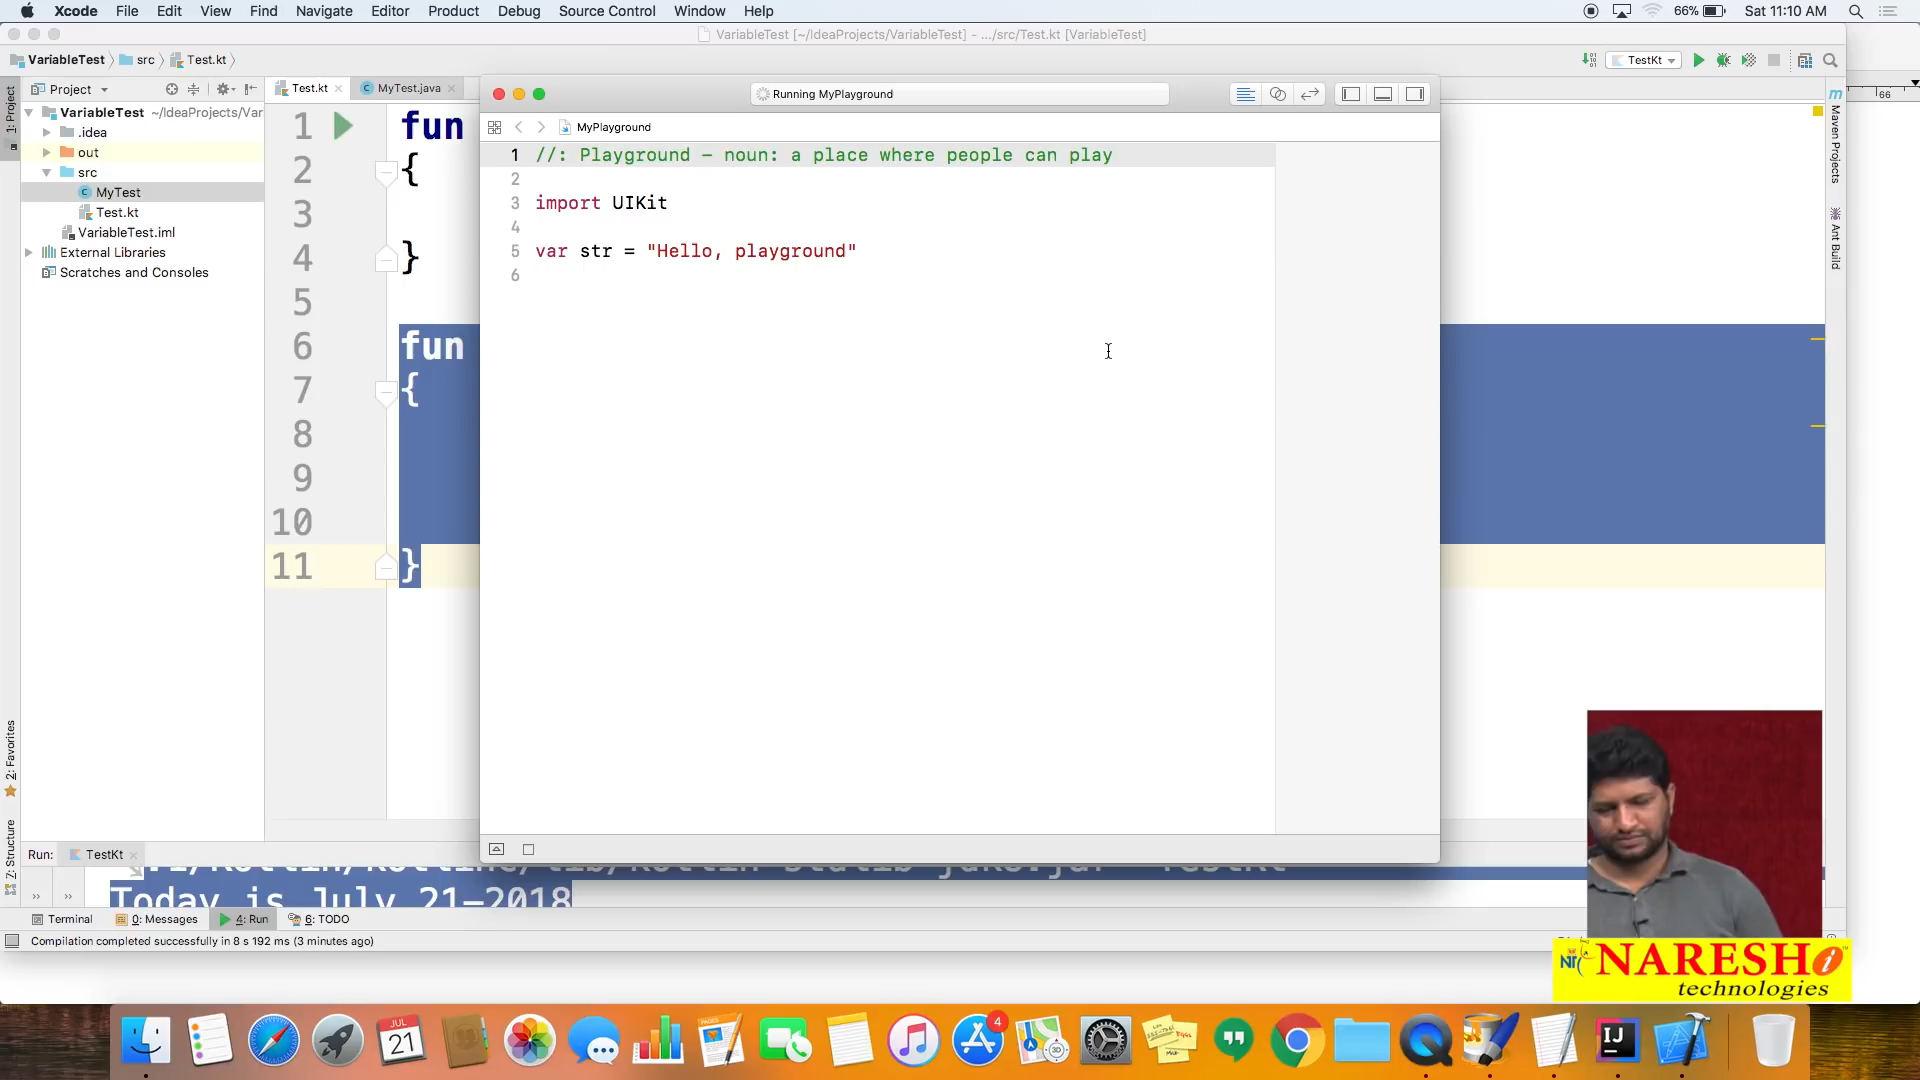 Xcode File Edit View Find Navigate Editor Product Debug Source Control Window Help 66% Sat 11:10 AM
VariableTest [~/IdeaProjects/VariableTest] - .../src/Test.kt [VariableTest]
VariableTest src Test.kt TestKt
Project Test.kt MyTest.java
1: Project
VariableTest ~/IdeaProjects/Var
.idea
out
src
MyTest
Test.kt
VariableTest.iml
External Libraries
Scratches and Consoles
2: Favorites
Z: Structure
1 fun
2 {
3
4 }
5
6 fun
7 {
8
9
10
11 }
Running MyPlayground
MyPlayground
1 //: Playground - noun: a place where people can play
2
3 import UIKit
4
5 var str = "Hello, playground"
6
66
Maven Projects
Ant Build
Run: TestKt
Today is July 21-2018
Terminal 0: Messages 4: Run 6: TODO
Compilation completed successfully in 8 s 192 ms (3 minutes ago)
NARESH i
technologies
JUL
21
PAGES
4
3D
IJ